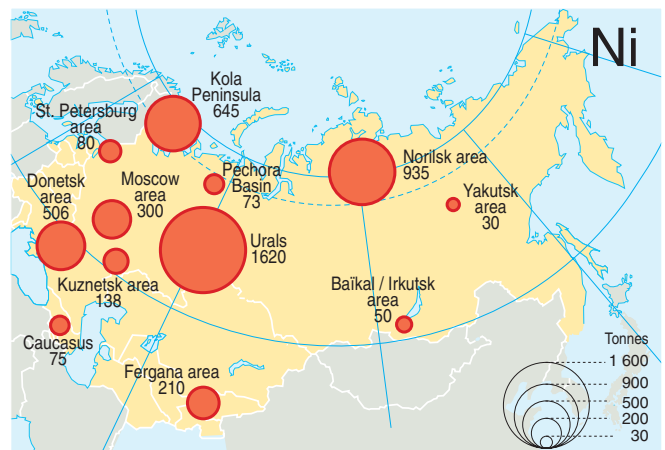 Ni
Kola
Peninsula
645
St. Petersburg
area
80
Pechora
Basin
73
Norilsk area
935
Yakutsk
area
30
Donetsk
area
506
Moscow
area
300
Urals
1620
Kuznetsk area
138
Baïkal / Irkutsk
area
50
Caucasus
75
Fergana area
210
Tonnes
1 600
900
500
200
30